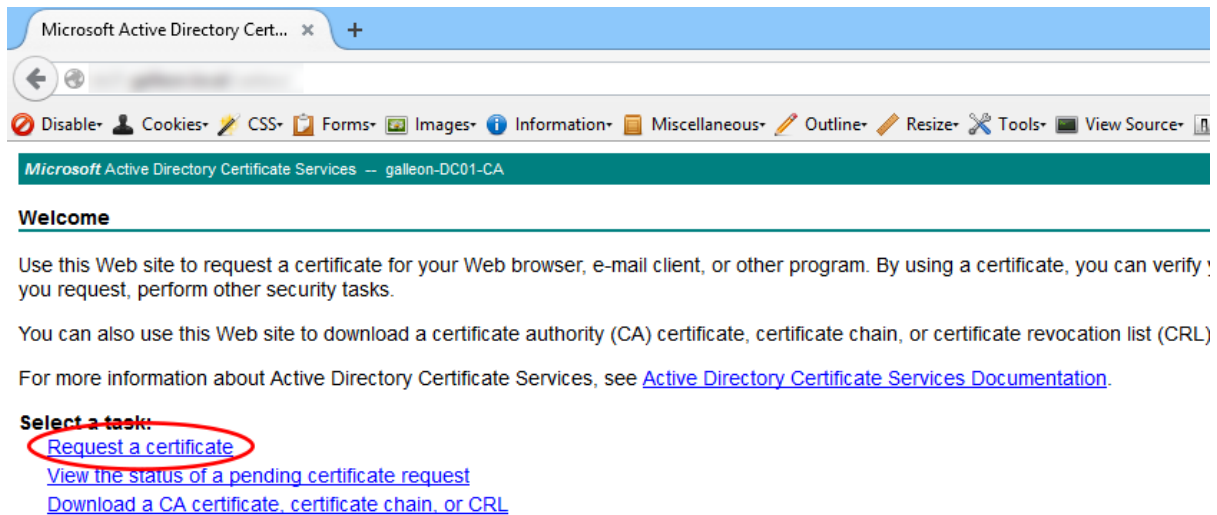 Microsoft Active Directory Cert...
Disable Cookies CSS Forms Images Information Miscellaneous Outline Resize Tools View Source
Microsoft Active Directory Certificate Services -- galleon-DC01-CA
Welcome
Use this Web site to request a certificate for your Web browser, e-mail client, or other program. By using a certificate, you can verify
you request, perform other security tasks.
You can also use this Web site to download a certificate authority (CA) certificate, certificate chain, or certificate revocation list (CRL)
For more information about Active Directory Certificate Services, see Active Directory Certificate Services Documentation.
Select a task:
Request a certificate
View the status of a pending certificate request
Download a CA certificate, certificate chain, or CRL